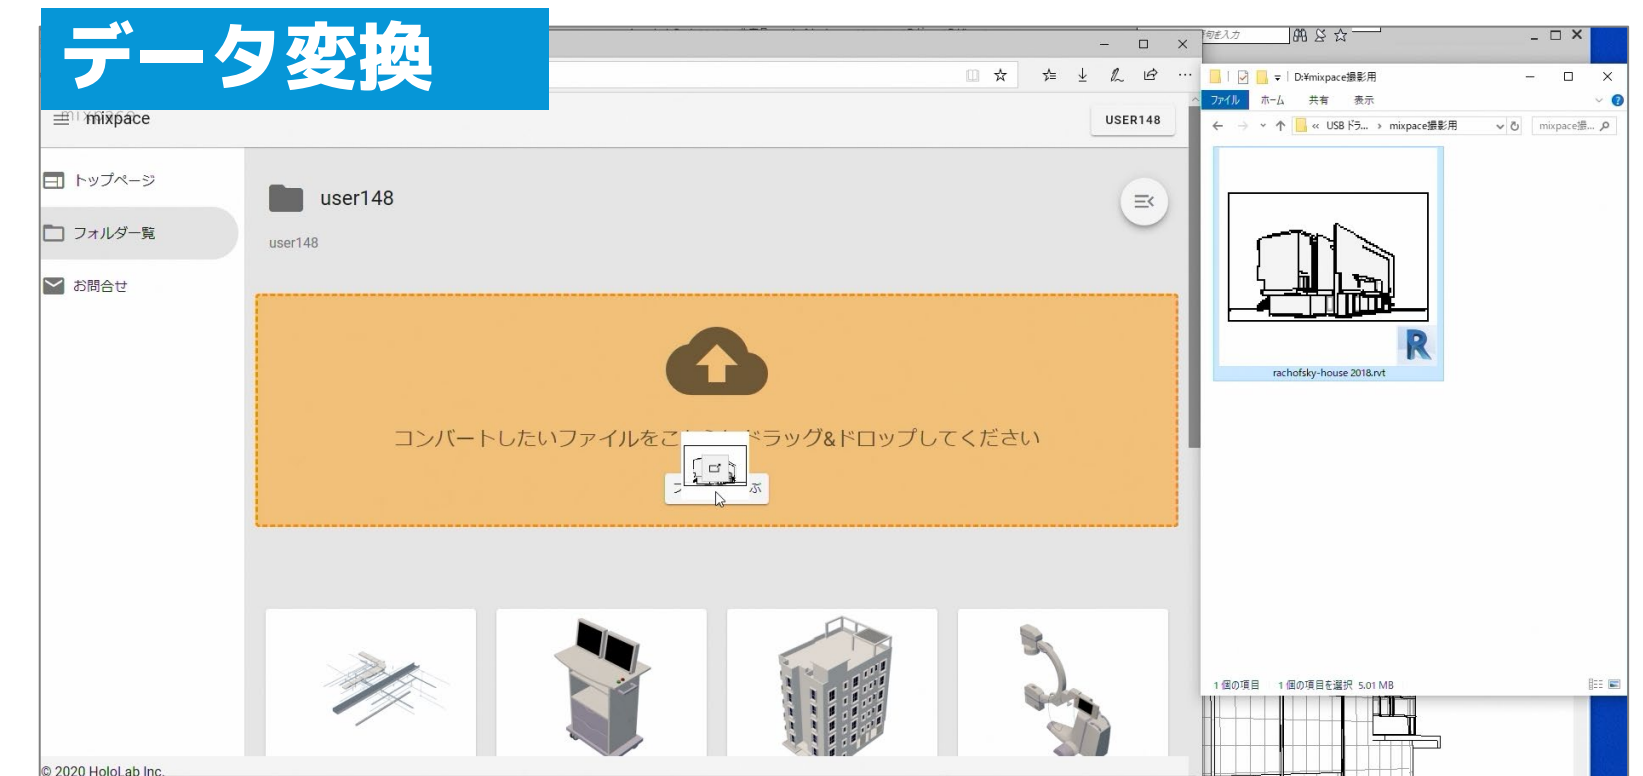 データ変換
mixpace
USER148
トップページ
フォルダ一覧
お問合せ
user148
user148
コンバートしたいファイルをこ ドラッグ&ドロップしてください
ぶ
© 2020 HoloLab Inc.
D:¥mixpace撮影用
ファイル ホーム 共有 表示
« USB ドラ... › mixpace撮影用
rachofsky-house 2018.rvt
R
1 個の項目 1 個の項目を選択 5.01 MB